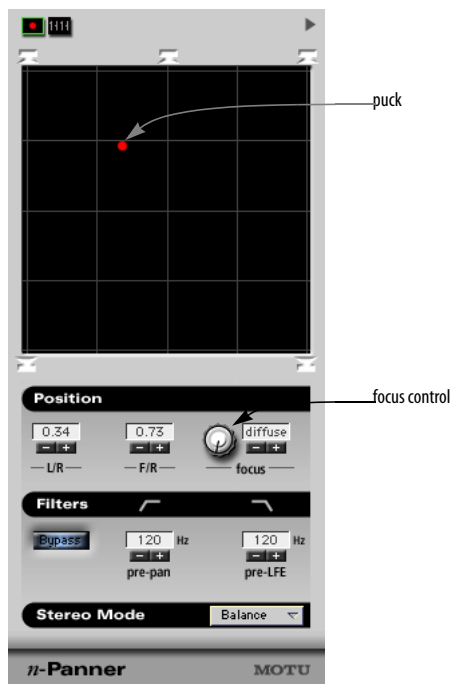 puck
Position
focus control
0.34 0.73 diffuse
L/R F/R focus
Filters
Bypass 120 Hz 120 Hz
pre-pan pre-LFE
Stereo Mode Balance
n-Panner MOTU